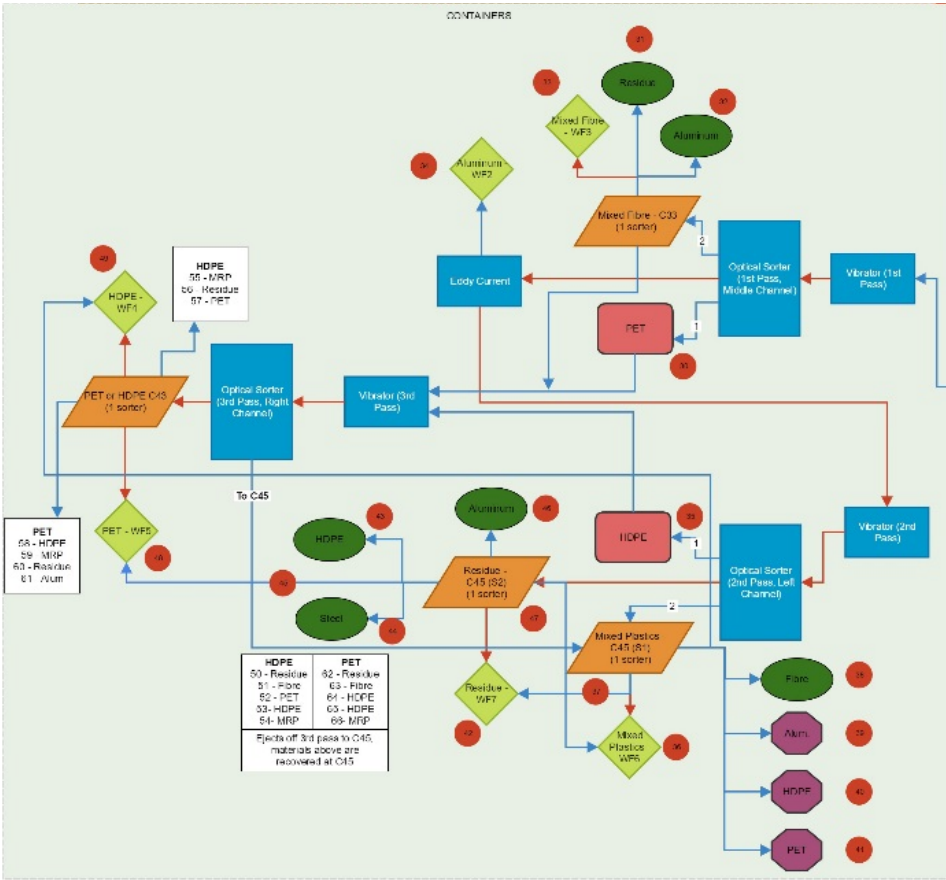 CONTAINERS
Residue
Mixed Fibre
- WF3
Aluminum
Aluminum -
WF2
Mixed Fibre - C33
(1 sorter)
2
Optical Sorter
(1st Pass,
Middle Channel)
Vibrator (1st
Pass)
Eddy Current
1
PET
HDPE
55 - MRP
56 - Residue
57 - PET
HDPE -
WF4
PET or HDPE C43
(1 sorter)
Optical Sorter
(3rd Pass, Right
Channel)
Vibrator (3rd
Pass)
To C45
PET
58 - HDPE
59 - MRP
60 - Residue
61 - Alum
PET - WF5
HDPE
Aluminum
46
Steel
Residue -
C45 (S2)
(1 sorter)
47
HDPE
1
Optical Sorter
(2nd Pass, Left
Channel)
Vibrator (2nd
Pass)
2
Mixed Plastics
C45 (S1)
(1 sorter)
HDPE
50 - Residue
51 - Fibre
52 - PET
53- HDPE
54- MRP
PET
62 - Residue
63 - Fibre
64 - HDPE
65 - HDPE
66- MRP
Ejects off 3rd pass to C45,
materials above are
recovered at C45
Residue -
WF7
37
Mixed
Plastics
WF6
36
Fibre
Alum.
39
HDPE
40
PET